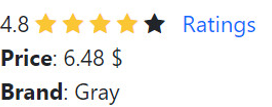 4.8 ★★★★★ Ratings
Price: 6.48 $
Brand: Gray